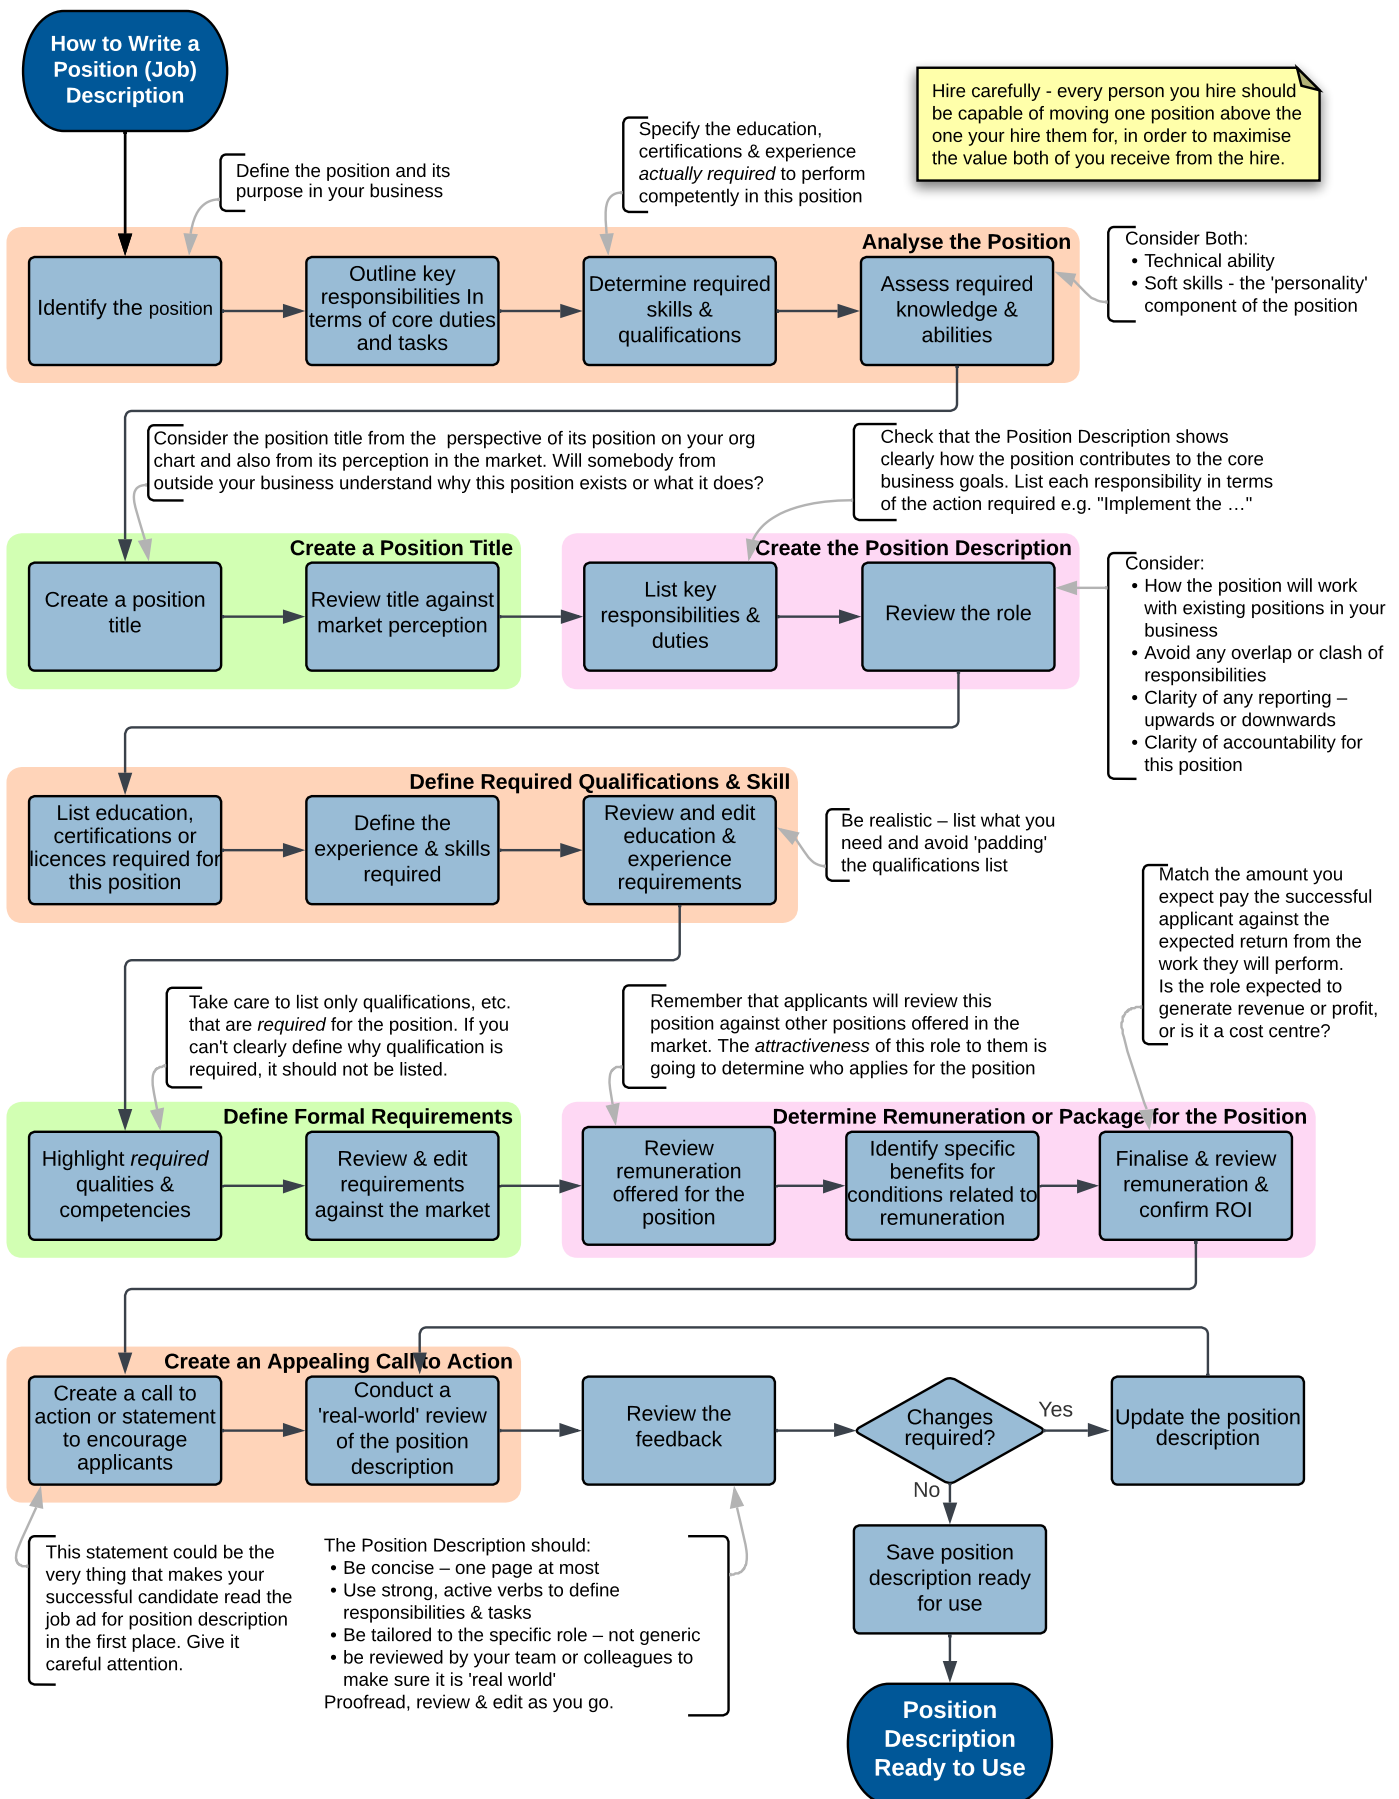 How to Write a
Position (Job)
Description
Hire carefully - every person you hire should
be capable of moving one position above the
one your hire them for, in order to maximise
the value both of you receive from the hire.
Define the position and its
purpose in your business
Specify the education,
certifications & experience
actually required to perform
competently in this position
Analyse the Position
Consider Both:
• Technical ability
• Soft skills - the 'personality'
component of the position
Identify the position
Outline key
responsibilities In
terms of core duties
and tasks
Determine required
skills &
qualifications
Assess required
knowledge &
abilities
Consider the position title from the  perspective of its position on your org
chart and also from its perception in the market. Will somebody from
outside your business understand why this position exists or what it does?
Check that the Position Description shows
clearly how the position contributes to the core
business goals. List each responsibility in terms
of the action required e.g. "Implement the …"
Create a Position Title
Create a position
title
Review title against
market perception
Create the Position Description
List key
responsibilities &
duties
Review the role
Consider:
• How the position will work
with existing positions in your
business
• Avoid any overlap or clash of
responsibilities
• Clarity of any reporting –
upwards or downwards
• Clarity of accountability for
this position
Define Required Qualifications & Skill
List education,
certifications or
licences required for
this position
Define the
experience & skills
required
Review and edit
education &
experience
requirements
Be realistic – list what you
need and avoid 'padding'
the qualifications list
Match the amount you
expect pay the successful
applicant against the
expected return from the
work they will perform.
Is the role expected to
generate revenue or profit,
or is it a cost centre?
Take care to list only qualifications, etc.
that are required for the position. If you
can't clearly define why qualification is
required, it should not be listed.
Remember that applicants will review this
position against other positions offered in the
market. The attractiveness of this role to them is
going to determine who applies for the position
Define Formal Requirements
Highlight required
qualities &
competencies
Review & edit
requirements
against the market
Determine Remuneration or Package for the Position
Review
remuneration
offered for the
position
Identify specific
benefits for
conditions related to
remuneration
Finalise & review
remuneration &
confirm ROI
Create an Appealing Call to Action
Create a call to
action or statement
to encourage
applicants
Conduct a
'real-world' review
of the position
description
Review the
feedback
Changes
required?
Yes
Update the position
description
No
Save position
description ready
for use
This statement could be the
very thing that makes your
successful candidate read the
job ad for position description
in the first place. Give it
careful attention.
The Position Description should:
• Be concise – one page at most
• Use strong, active verbs to define
responsibilities & tasks
• Be tailored to the specific role – not generic
• be reviewed by your team or colleagues to
make sure it is 'real world'
Proofread, review & edit as you go.
Position
Description
Ready to Use